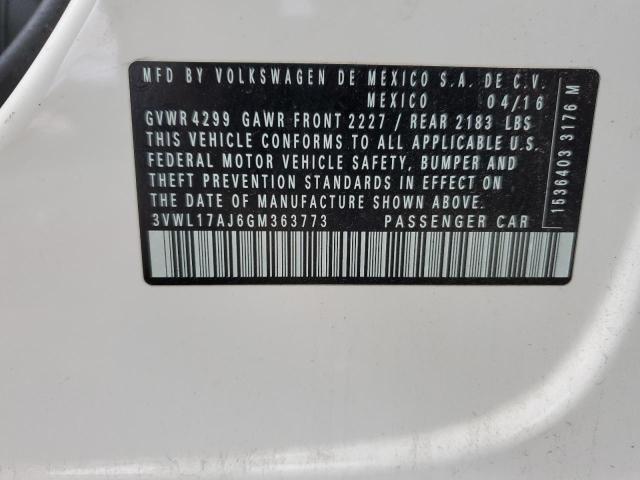 MFD BY VOLKSWAGEN DE MEXICO S.A. DE C.V.
MEXICO 04/16
GVWR 4299 GAWR FRONT 2227 / REAR 2183 LBS
THIS VEHICLE CONFORMS TO ALL APPLICABLE U.S.
FEDERAL MOTOR VEHICLE SAFETY, BUMPER AND
THEFT PREVENTION STANDARDS IN EFFECT ON
THE DATE OF MANUFACTURE SHOWN ABOVE.
3VWL17AJ6GM363773 PASSENGER CAR
1536403 3176 M